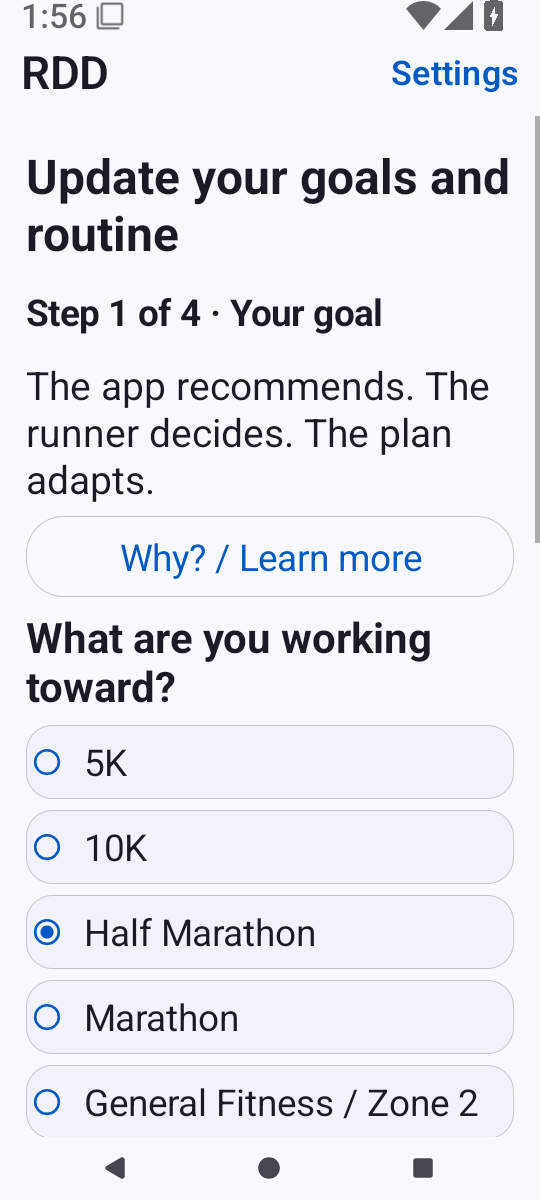 1:56
RDD
Settings
Update your goals and
routine
Step 1 of 4 · Your goal
The app recommends. The
runner decides. The plan
adapts.
Why? / Learn more
What are you working
toward?
5K
10K
Half Marathon
Marathon
General Fitness / Zone 2